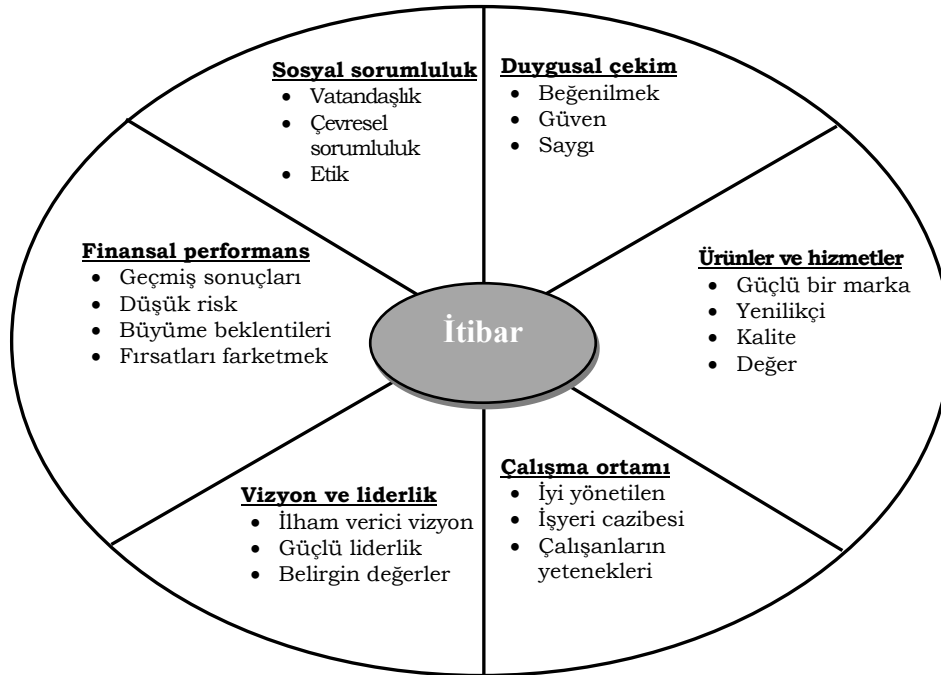 Sosyal sorumluluk
• Vatandaşlık
• Çevresel
sorumluluk
• Etik
Duygusal çekim
• Beğenilmek
• Güven
• Saygı
Finansal performans
• Geçmiş sonuçları
• Düşük risk
• Büyüme beklentileri
• Fırsatları farketmek
İtibar
Ürünler ve hizmetler
• Güçlü bir marka
• Yenilikçi
• Kalite
• Değer
Vizyon ve liderlik
• İlham verici vizyon
• Güçlü liderlik
• Belirgin değerler
Çalışma ortamı
• İyi yönetilen
• İşyeri cazibesi
• Çalışanların
yetenekleri